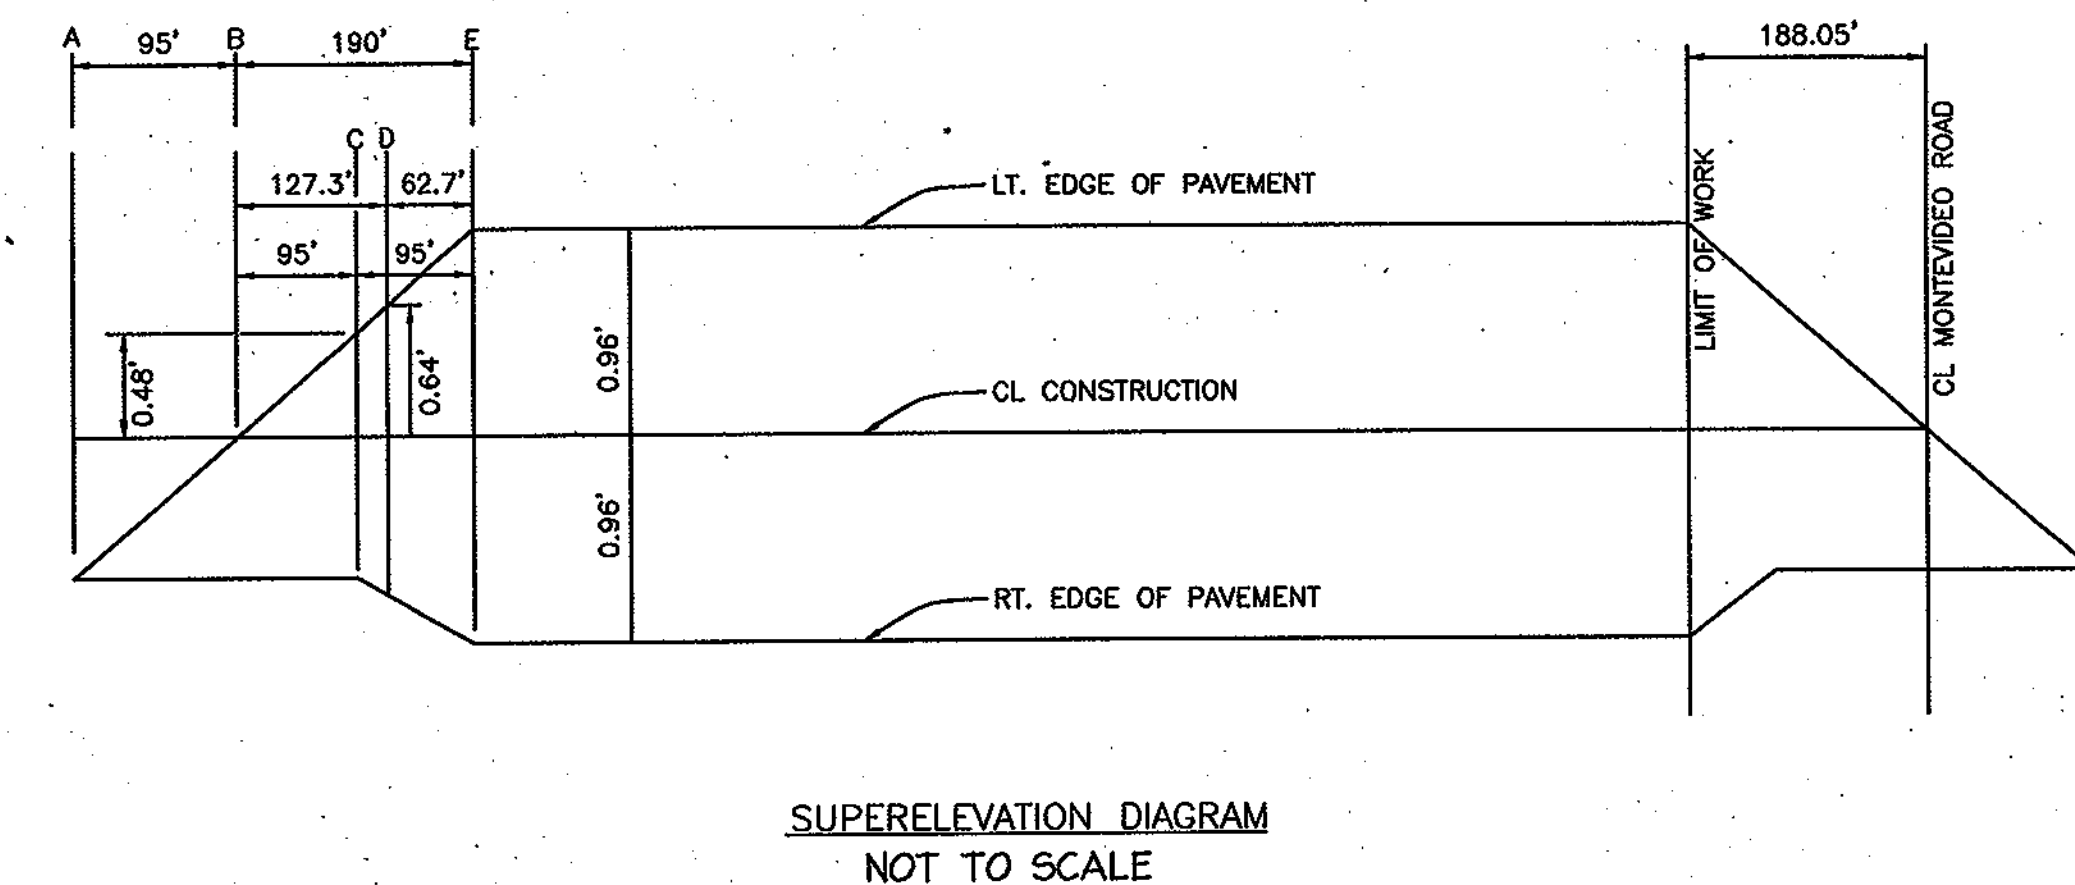 A 95' B 190' E
188.05'
C D
127.3' 62.7'
95' 95'
LT. EDGE OF PAVEMENT
LIMIT OF WORK
CL MONTEVIDEO ROAD
0.48'
0.64'
0.96'
CL CONSTRUCTION
0.96'
RT. EDGE OF PAVEMENT
SUPERELEVATION DIAGRAM
NOT TO SCALE